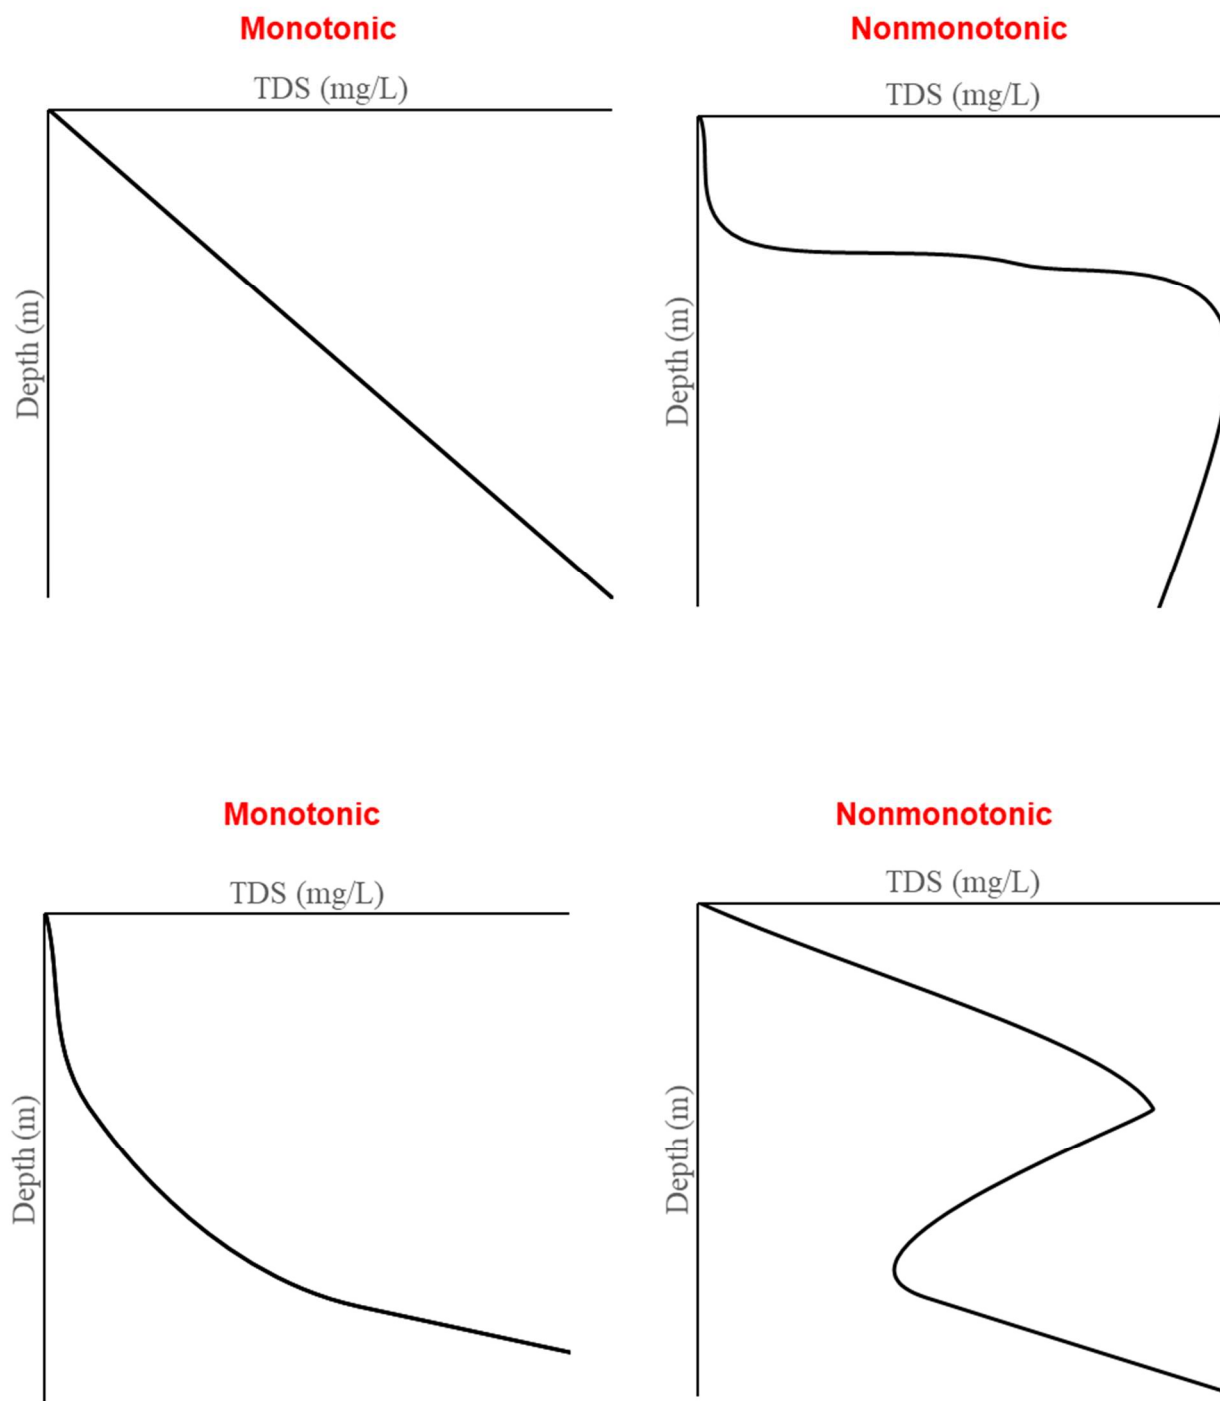 Monotonic
TDS (mg/L)
Depth (m)
Nonmonotonic
TDS (mg/L)
Depth (m)
Monotonic
TDS (mg/L)
Depth (m)
Nonmonotonic
TDS (mg/L)
Depth (m)